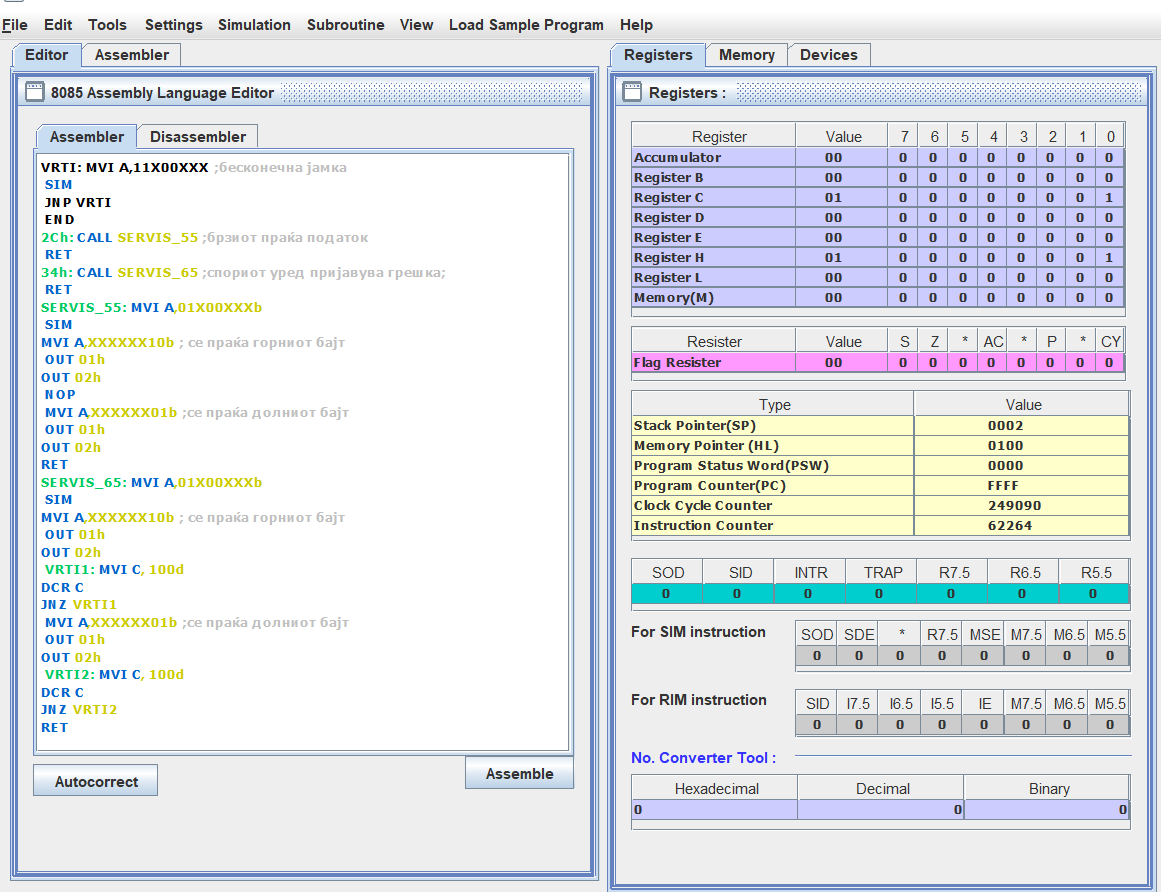 File Edit Tools Settings Simulation Subroutine View Load Sample Program Help
Editor Assembler
8085 Assembly Language Editor
Assembler Disassembler
VRTI: MVI A,11X00XXX ;бесконечна јамка
SIM
JNP VRTI
END
2Ch: CALL SERVIS_55 ;брзиот праќа податок
RET
34h: CALL SERVIS_65 ;спориот уред пријавува грешка;
RET
SERVIS_55: MVI A,01X00XXXb
SIM
MVI A,XXXXXX10b ; се праќа горниот бајт
OUT 01h
OUT 02h
NOP
MVI A,XXXXXX01b ;се праќа долниот бајт
OUT 01h
OUT 02h
RET
SERVIS_65: MVI A,01X00XXXb
SIM
MVI A,XXXXXX10b ; се праќа горниот бајт
OUT 01h
OUT 02h
VRTI1: MVI C, 100d
DCR C
JNZ VRTI1
MVI A,XXXXXX01b ;се праќа долниот бајт
OUT 01h
OUT 02h
VRTI2: MVI C, 100d
DCR C
JNZ VRTI2
RET
Autocorrect Assemble
Registers Memory Devices
Registers :
Register Value 7 6 5 4 3 2 1 0
Accumulator 00 0 0 0 0 0 0 0 0
Register B 00 0 0 0 0 0 0 0 0
Register C 01 0 0 0 0 0 0 0 1
Register D 00 0 0 0 0 0 0 0 0
Register E 00 0 0 0 0 0 0 0 0
Register H 01 0 0 0 0 0 0 0 1
Register L 00 0 0 0 0 0 0 0 0
Memory(M) 00 0 0 0 0 0 0 0 0
Resister Value S Z * AC * P * CY
Flag Resister 00 0 0 0 0 0 0 0 0
Type Value
Stack Pointer(SP) 0002
Memory Pointer (HL) 0100
Program Status Word(PSW) 0000
Program Counter(PC) FFFF
Clock Cycle Counter 249090
Instruction Counter 62264
SOD SID INTR TRAP R7.5 R6.5 R5.5
0 0 0 0 0 0 0
For SIM instruction
SOD SDE * R7.5 MSE M7.5 M6.5 M5.5
0 0 0 0 0 0 0 0
For RIM instruction
SID I7.5 I6.5 I5.5 IE M7.5 M6.5 M5.5
0 0 0 0 0 0 0 0
No. Converter Tool :
Hexadecimal Decimal Binary
0 0 0